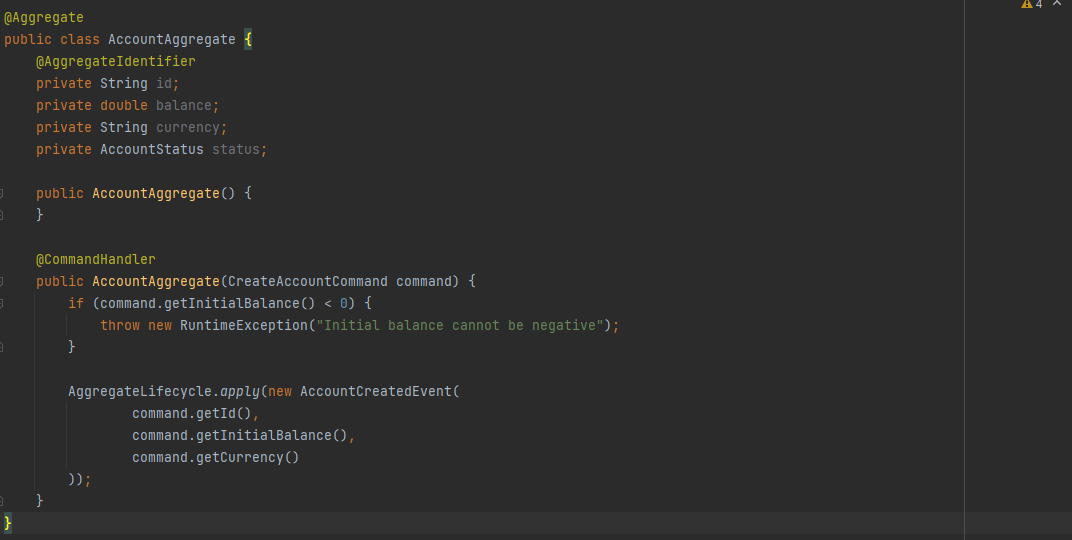 @Aggregate
4
public class AccountAggregate {
@AggregateIdentifier
private String id;
private double balance;
private String currency;
private AccountStatus status;
public AccountAggregate() {
}
@CommandHandler
public AccountAggregate(CreateAccountCommand command) {
if (command.getInitialBalance() < 0) {
throw new RuntimeException("Initial balance cannot be negative");
}
AggregateLifecycle.apply(new AccountCreatedEvent(
command.getId(),
command.getInitialBalance(),
command.getCurrency()
));
}
}